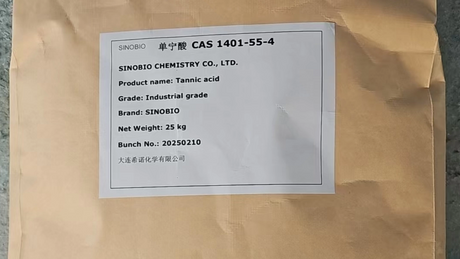 SINOBIO 单宁酸 CAS 1401-55-4
SINOBIO CHEMISTRY CO., LTD.
Product name: Tannic acid
Grade: Industrial grade
Brand: SINOBIO
Net Weight: 25 kg
Bunch No.: 20250210
大连希诺化学有限公司